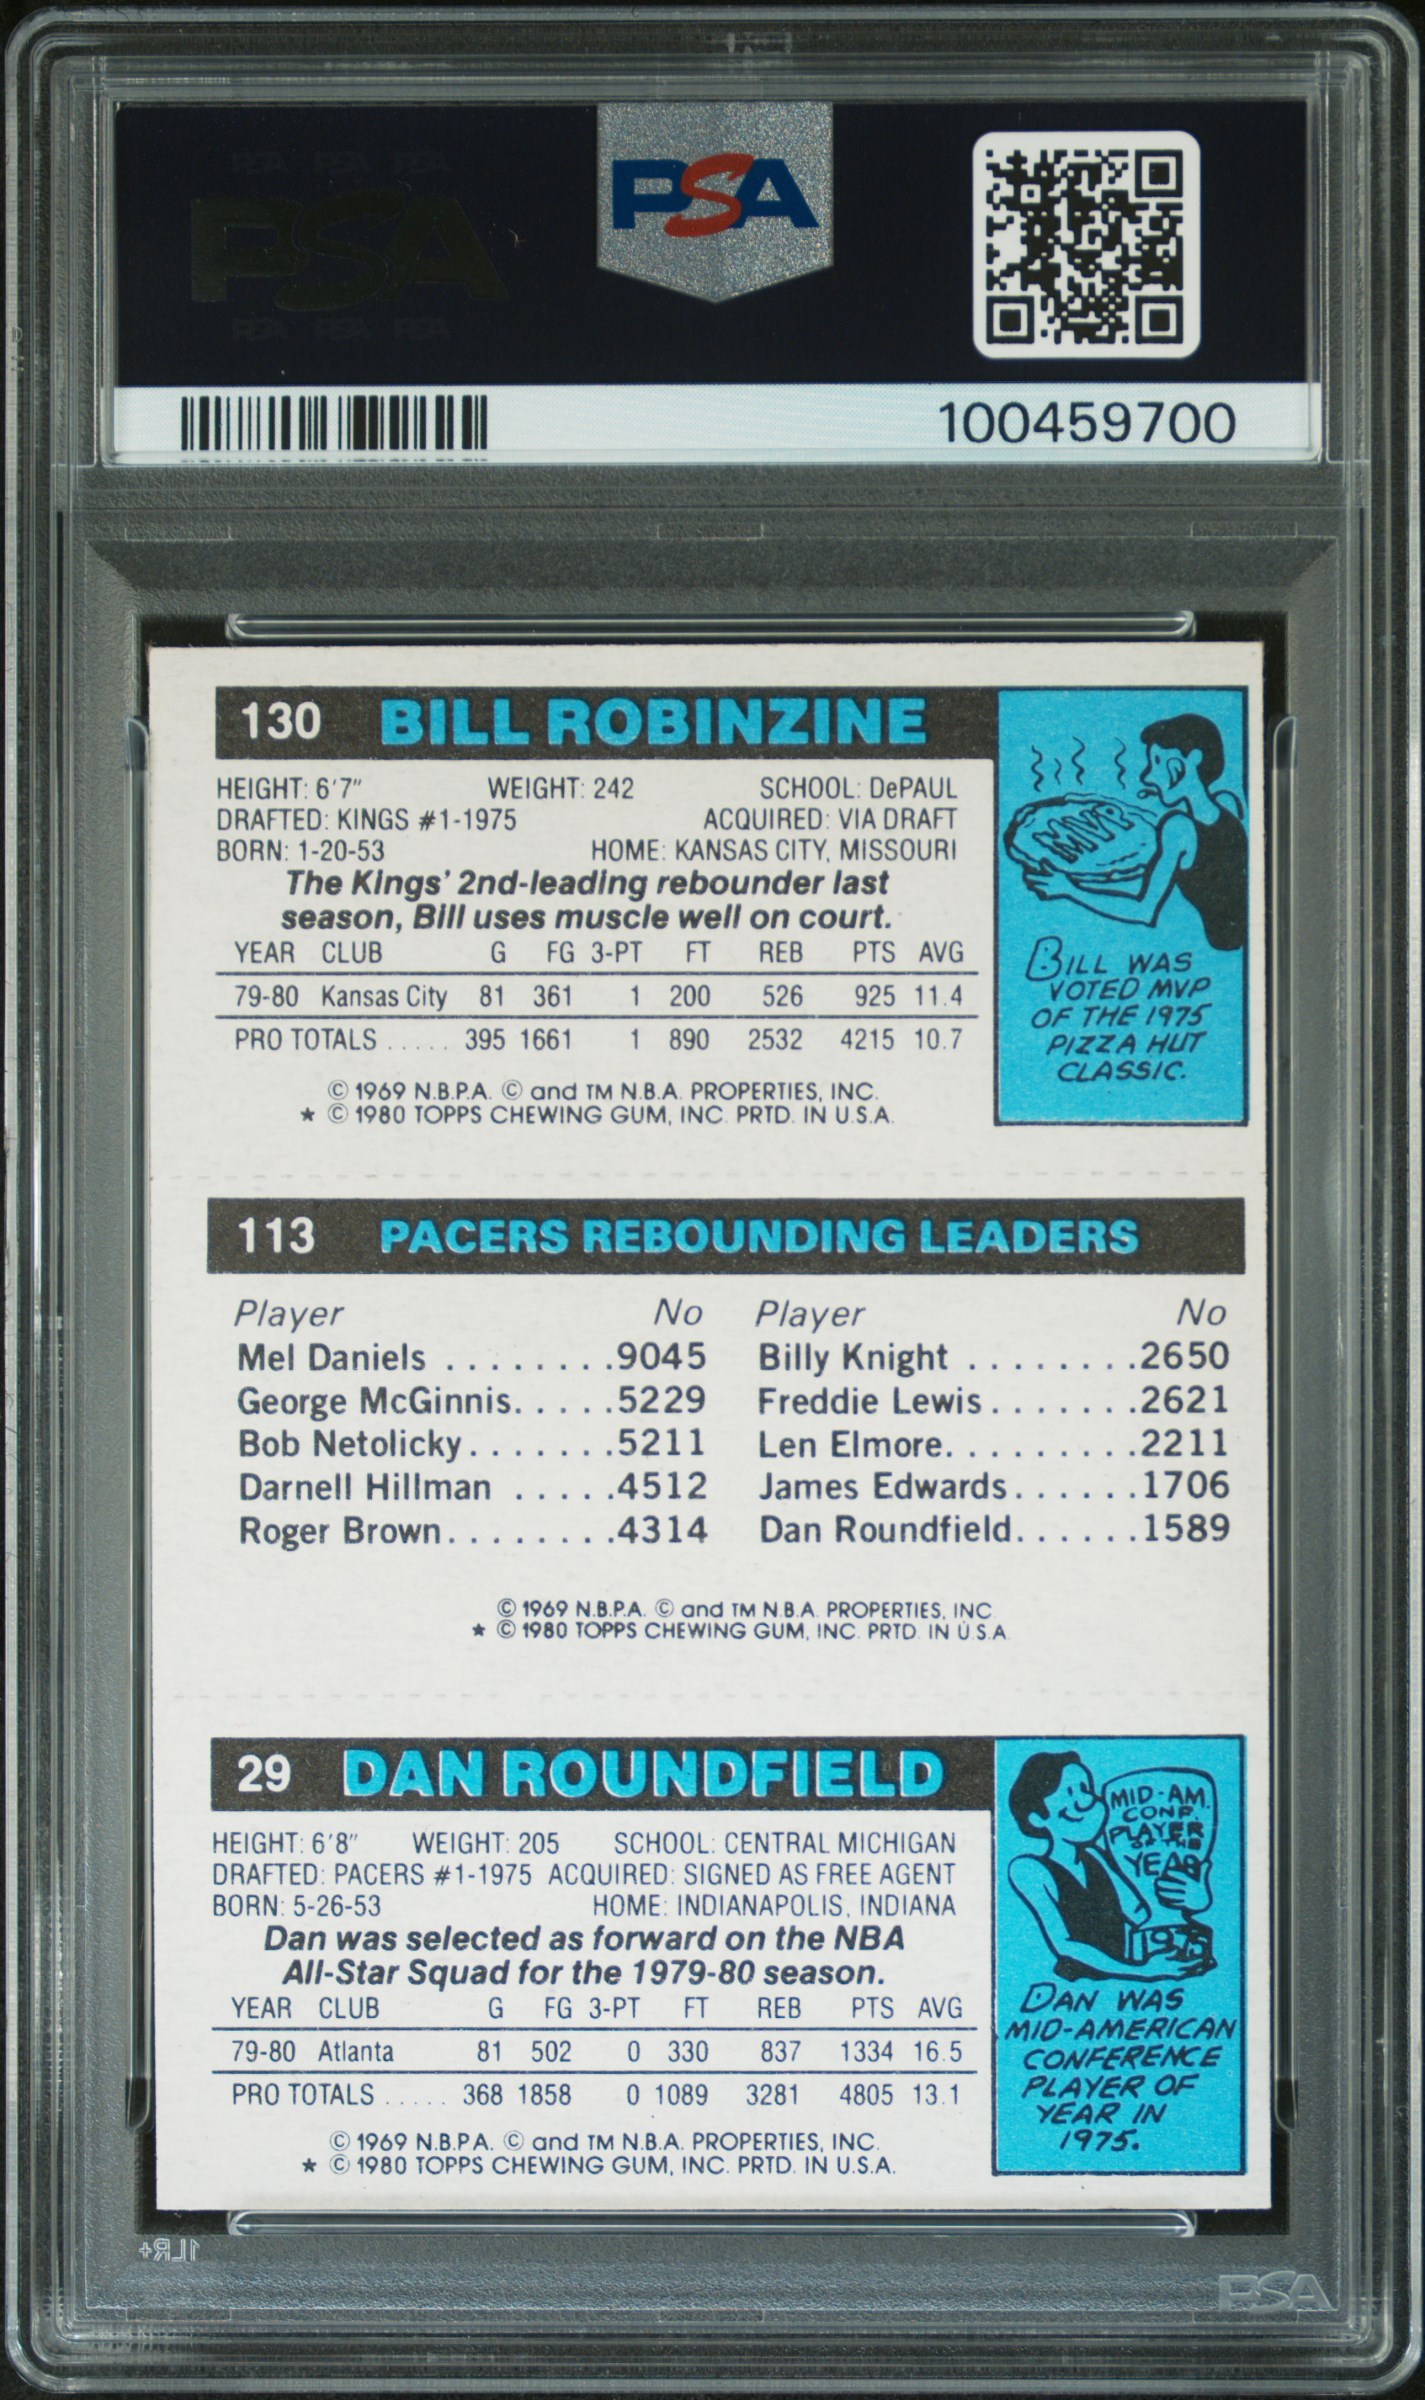 PSA PSA PSA
PSA
PSA PSA PSA
PSA
100459700
130 BILL ROBINZINE
HEIGHT: 6'7" WEIGHT: 242 SCHOOL: DePAUL
DRAFTED: KINGS #1-1975 ACQUIRED: VIA DRAFT
BORN: 1-20-53 HOME: KANSAS CITY, MISSOURI
The Kings' 2nd-leading rebounder last
season, Bill uses muscle well on court.
YEAR CLUB G FG 3-PT FT REB PTS AVG
79-80 Kansas City 81 361 1 200 526 925 11.4
PRO TOTALS ..... 395 1661 1 890 2532 4215 10.7
© 1969 N.B.P.A. © and TM N.B.A. PROPERTIES, INC.
★ © 1980 TOPPS CHEWING GUM, INC. PRTD. IN U.S.A.
MVP
BILL WAS
VOTED MVP
OF THE 1975
PIZZA HUT
CLASSIC.
113 PACERS REBOUNDING LEADERS
Player No Player No
Mel Daniels ........9045 Billy Knight ........2650
George McGinnis.....5229 Freddie Lewis.......2621
Bob Netolicky.......5211 Len Elmore.........2211
Darnell Hillman .....4512 James Edwards......1706
Roger Brown........4314 Dan Roundfield......1589
© 1969 N.B.P.A. © and TM N.B.A. PROPERTIES, INC.
★ © 1980 TOPPS CHEWING GUM, INC. PRTD. IN U.S.A.
29 DAN ROUNDFIELD
HEIGHT: 6'8" WEIGHT: 205 SCHOOL: CENTRAL MICHIGAN
DRAFTED: PACERS #1-1975 ACQUIRED: SIGNED AS FREE AGENT
BORN: 5-26-53 HOME: INDIANAPOLIS, INDIANA
Dan was selected as forward on the NBA
All-Star Squad for the 1979-80 season.
YEAR CLUB G FG 3-PT FT REB PTS AVG
79-80 Atlanta 81 502 0 330 837 1334 16.5
PRO TOTALS ..... 368 1858 0 1089 3281 4805 13.1
© 1969 N.B.P.A. © and TM N.B.A. PROPERTIES, INC.
★ © 1980 TOPPS CHEWING GUM, INC. PRTD. IN U.S.A.
MID-AM.
CONF.
PLAYER
OF THE
YEAR
1975
DAN WAS
MID-AMERICAN
CONFERENCE
PLAYER OF
YEAR IN
1975.
1LR+
PSA